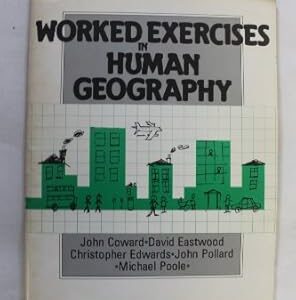 WORKED EXERCISES
IN
HUMAN
GEOGRAPHY
John Coward•David Eastwood
Christopher Edwards•John Pollard
•Michael Poole•